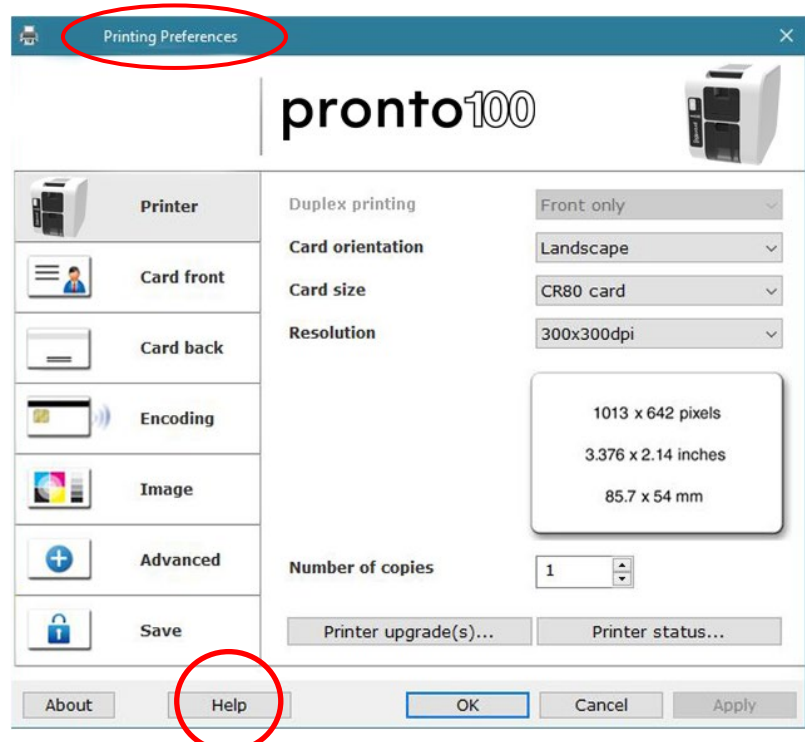 Printing Preferences
pronto100
Printer
Duplex printing
Front only
Card orientation
Landscape
Card front
Card size
CR80 card
Resolution
300x300dpi
Card back
1013 x 642 pixels
3.376 x 2.14 inches
85.7 x 54 mm
Encoding
Image
Advanced
Number of copies
1
Save
Printer upgrade(s)...
Printer status...
About
Help
OK
Cancel
Apply